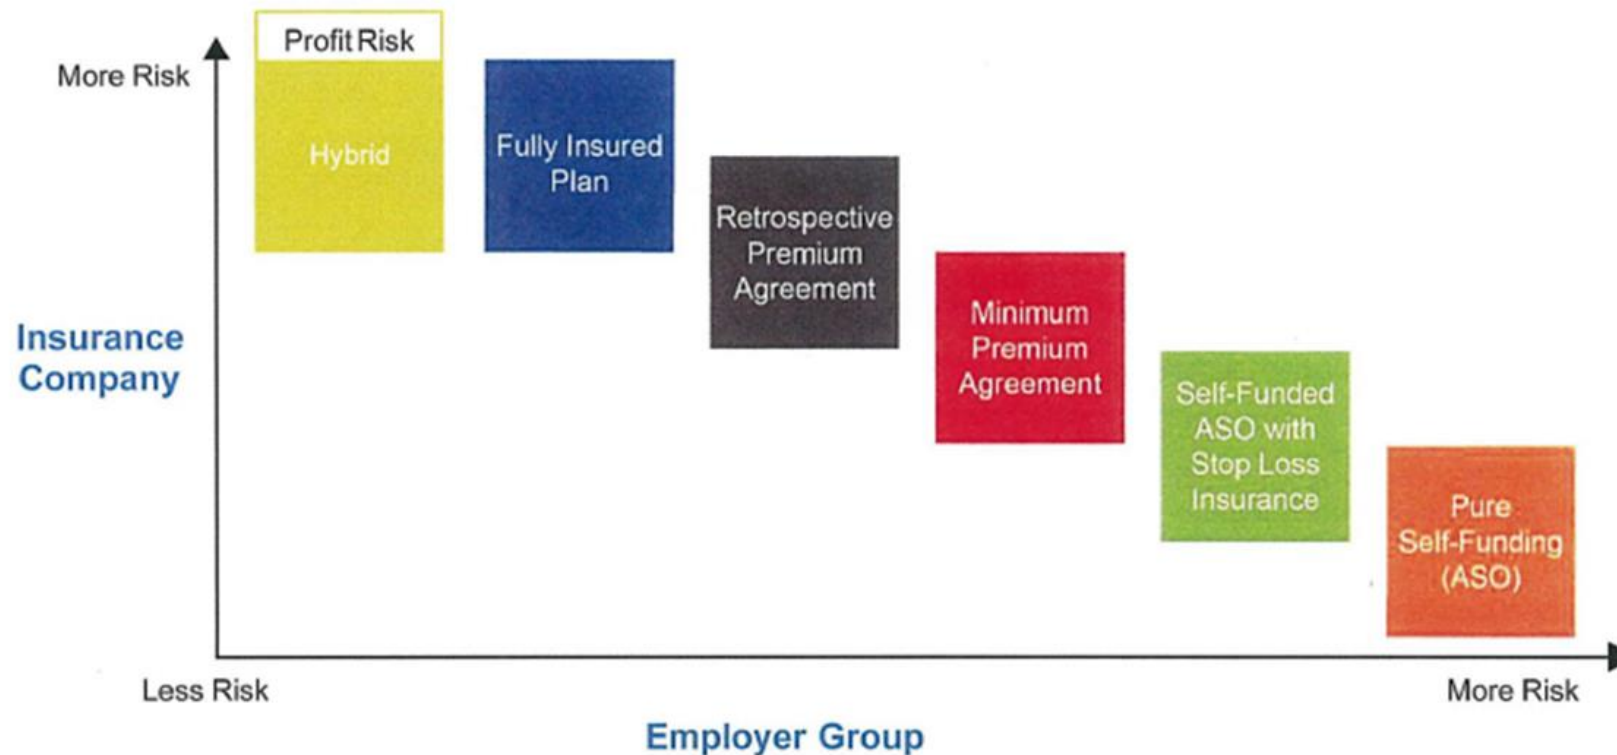 Profit Risk
More Risk
Hybrid
Fully Insured
Plan
Retrospective
Premium
Agreement
Minimum
Premium
Agreement
Insurance
Company
Self-Funded
ASO with
Stop Loss
Insurance
Pure
Self-Funding
(ASO)
Less Risk
More Risk
Employer Group